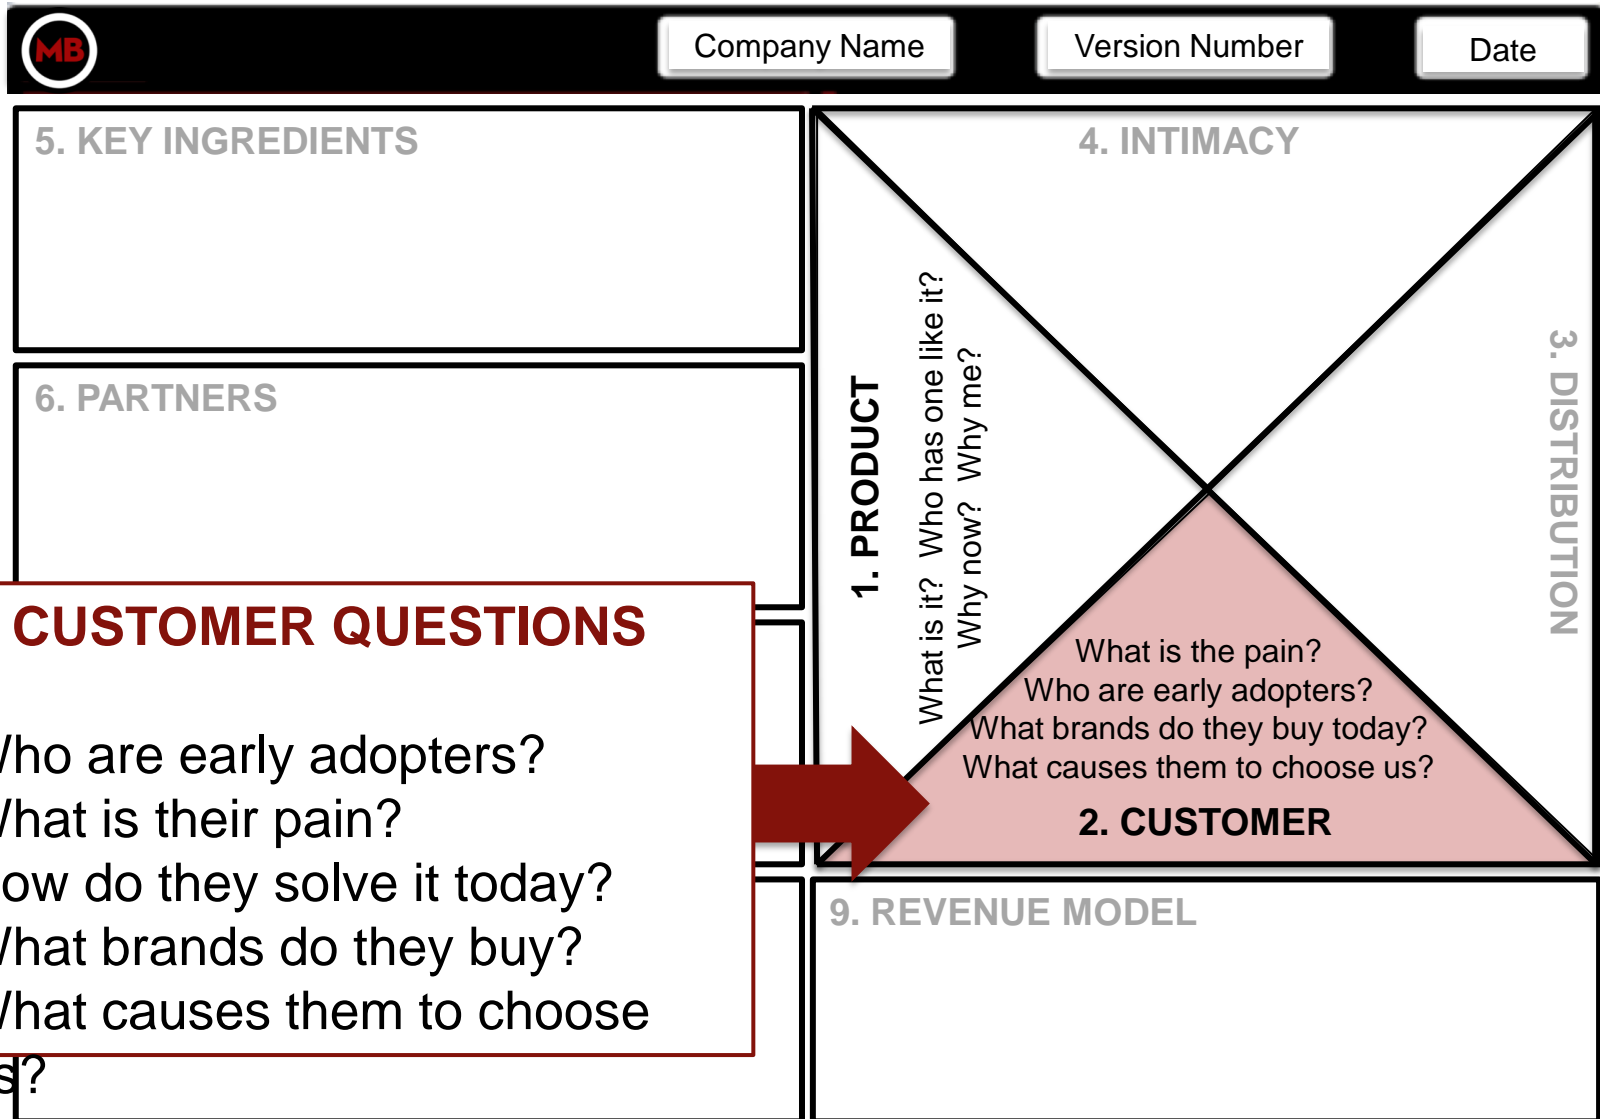 MB
Company Name
Version Number
Date
5. KEY INGREDIENTS
4. INTIMACY
6. PARTNERS
1. PRODUCT
What is it? Who has one like it?
Why now? Why me?
3. DISTRIBUTION
CUSTOMER QUESTIONS
Who are early adopters?
What is their pain?
ow do they solve it today?
What brands do they buy?
What causes them to choose
s?
What is the pain?
Who are early adopters?
What brands do they buy today?
What causes them to choose us?
2. CUSTOMER
9. REVENUE MODEL